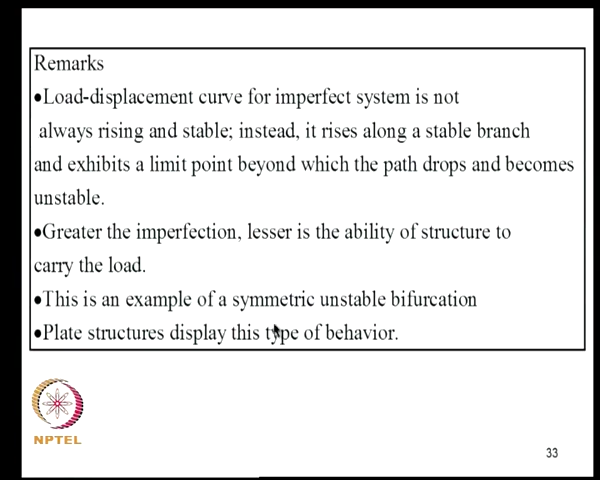 Remarks
•Load-displacement curve for imperfect system is not
always rising and stable; instead, it rises along a stable branch
and exhibits a limit point beyond which the path drops and becomes
unstable.
•Greater the imperfection, lesser is the ability of structure to
carry the load.
•This is an example of a symmetric unstable bifurcation
•Plate structures display this type of behavior.
NPTEL
33